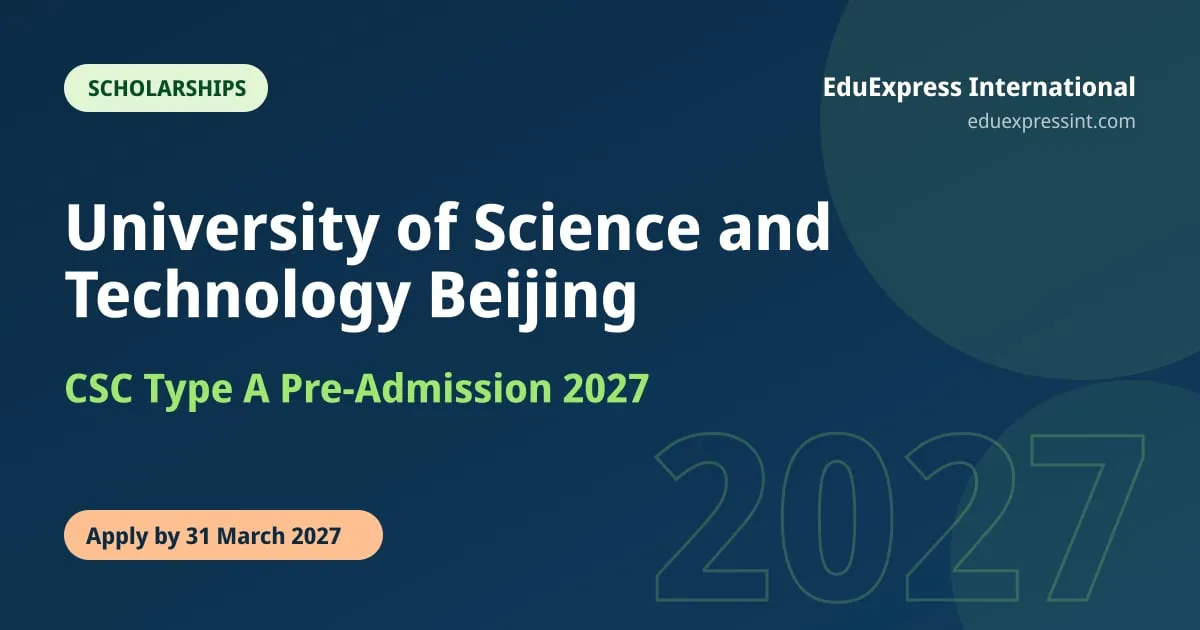 SCHOLARSHIPS
EduExpress International
eduexpressint.com
University of Science and
Technology Beijing
CSC Type A Pre-Admission 2027
2027
Apply by 31 March 2027